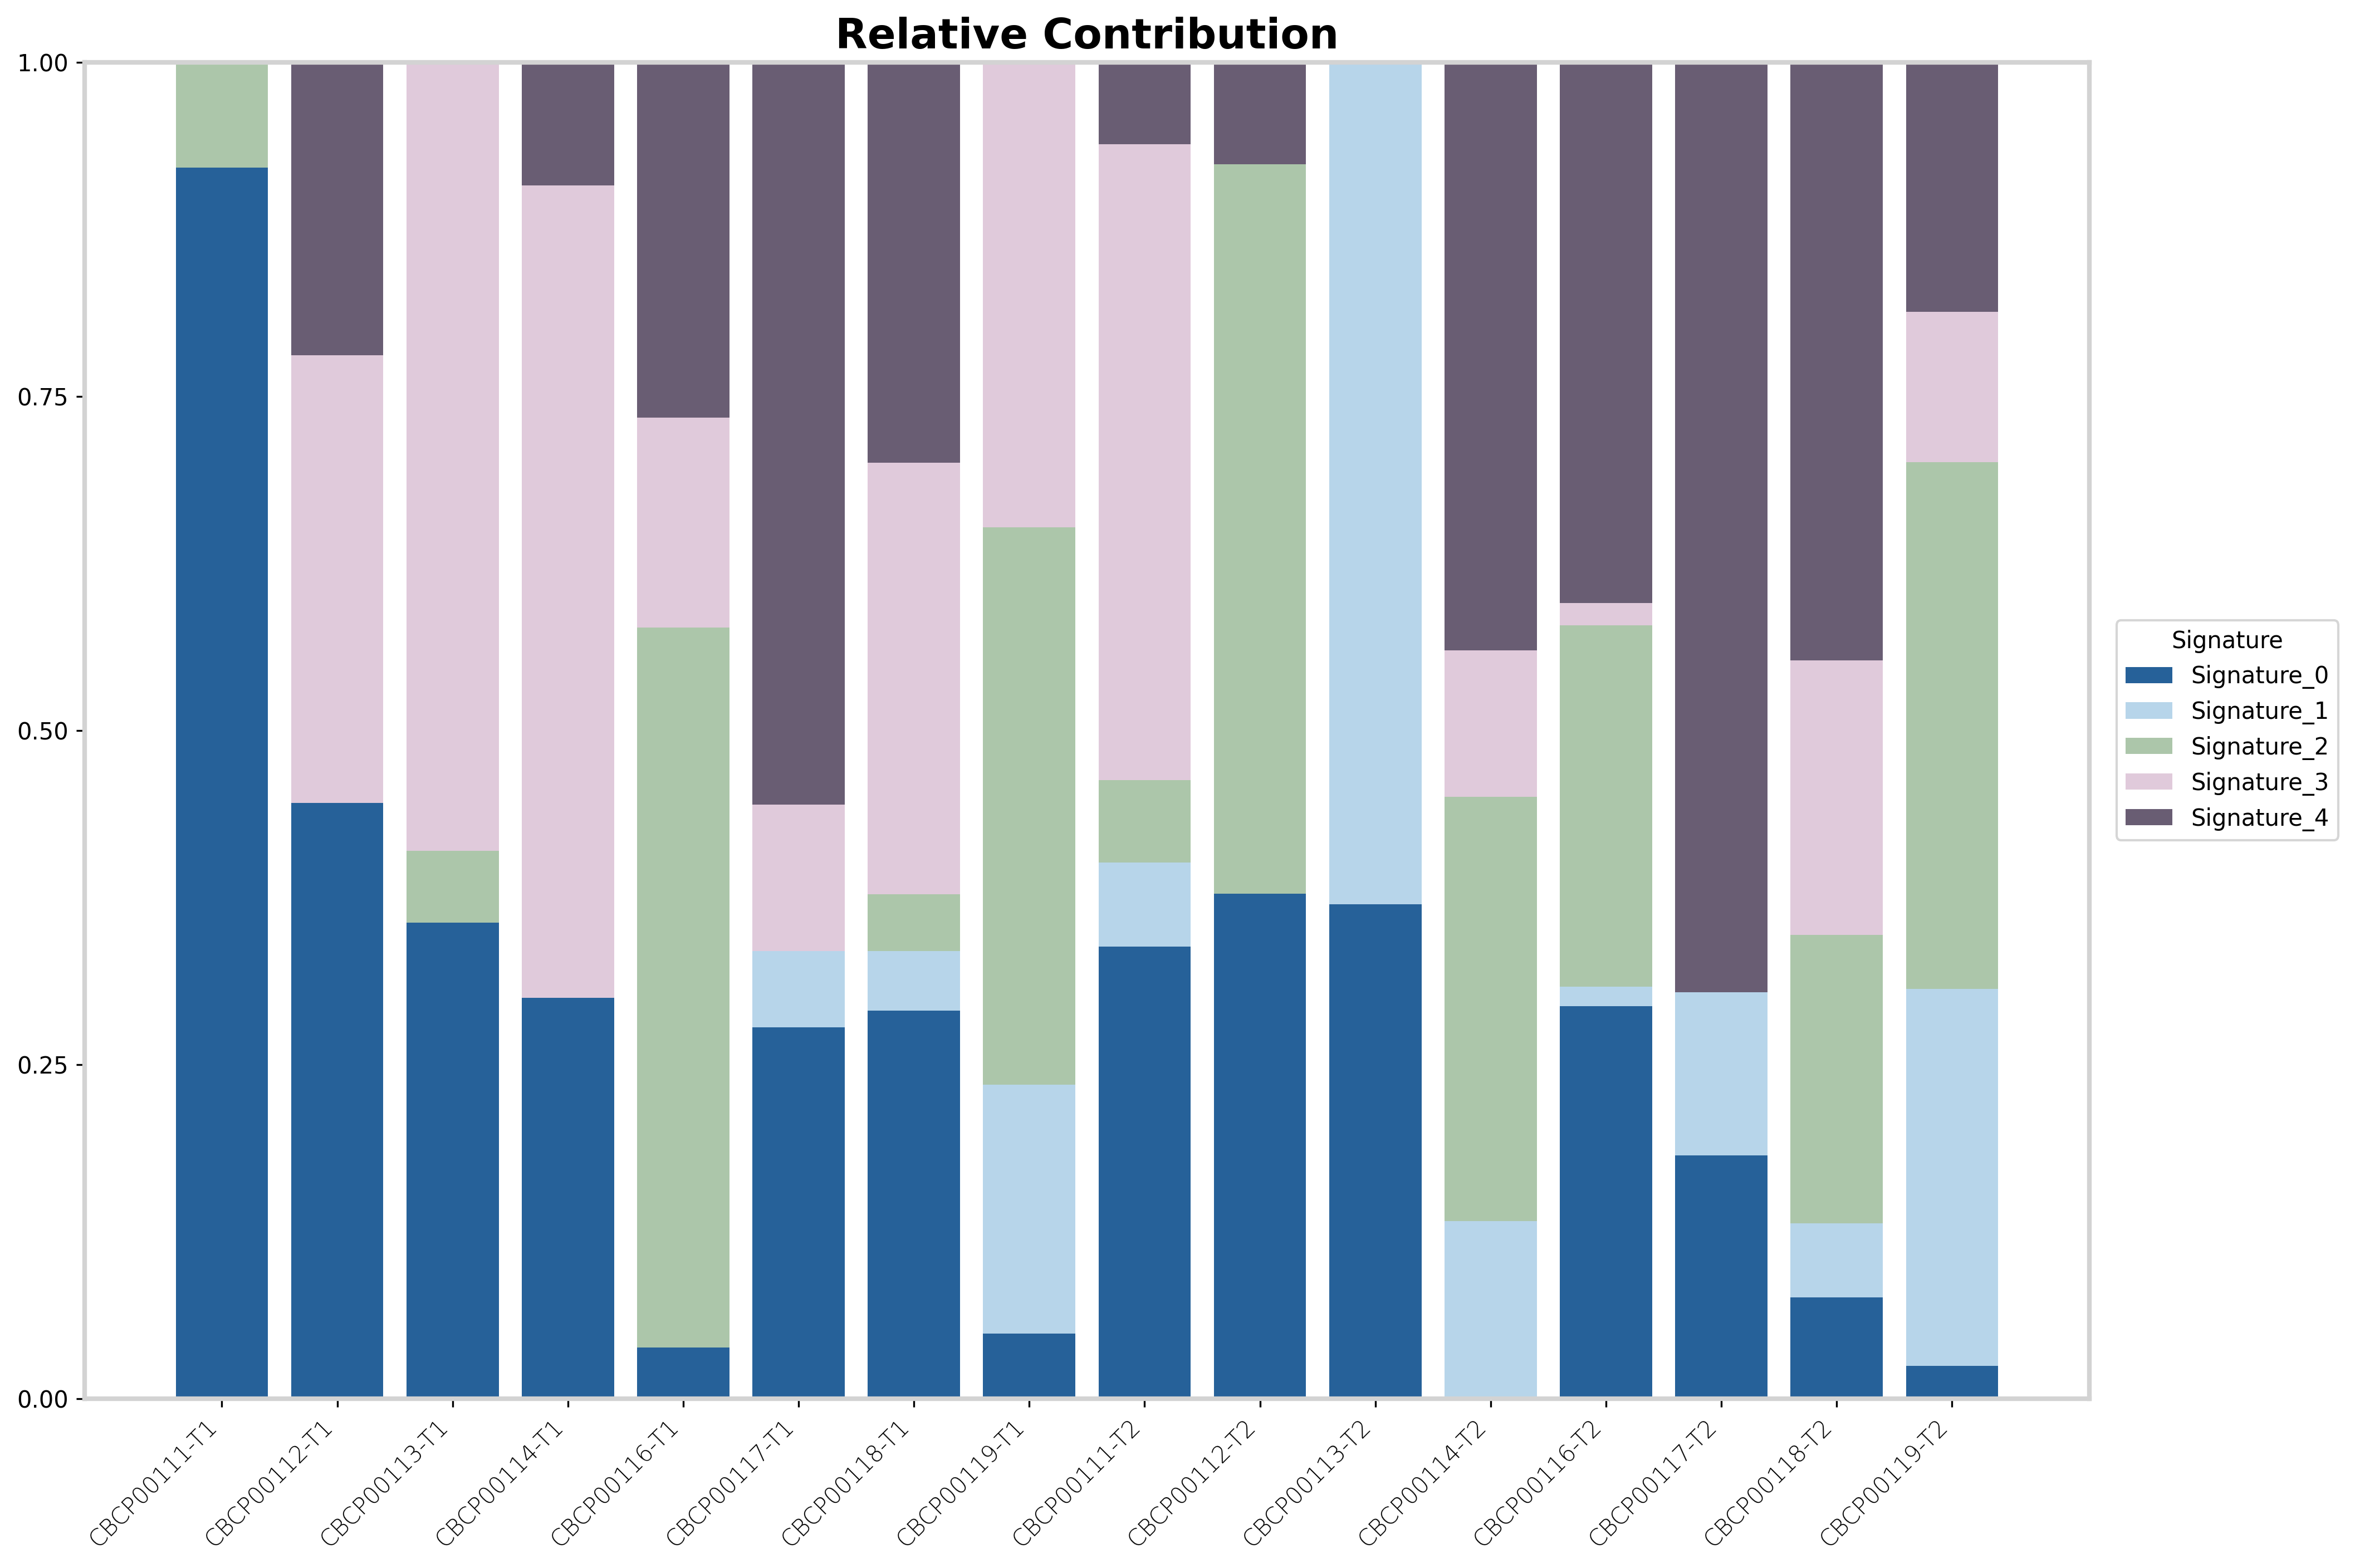 Relative Contribution
1.00
0.75
0.50
0.25
0.00
CBCP00111-T1
CBCP00112-T1
CBCP00113-T1
CBCP00114-T1
CBCP00116-T1
CBCP00117-T1
CBCP00118-T1
CBCP00119-T1
CBCP00111-T2
CBCP00112-T2
CBCP00113-T2
CBCP00114-T2
CBCP00116-T2
CBCP00117-T2
CBCP00118-T2
CBCP00119-T2
Signature
Signature_0
Signature_1
Signature_2
Signature_3
Signature_4